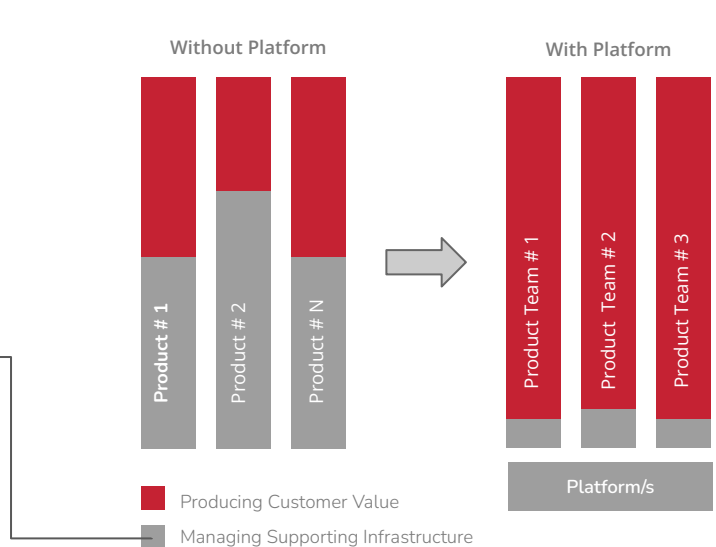 Without Platform
With Platform
Product # 1
Product # 2
Product # N
Product Team # 1
Product Team # 2
Product Team # 3
Platform/s
Producing Customer Value
Managing Supporting Infrastructure